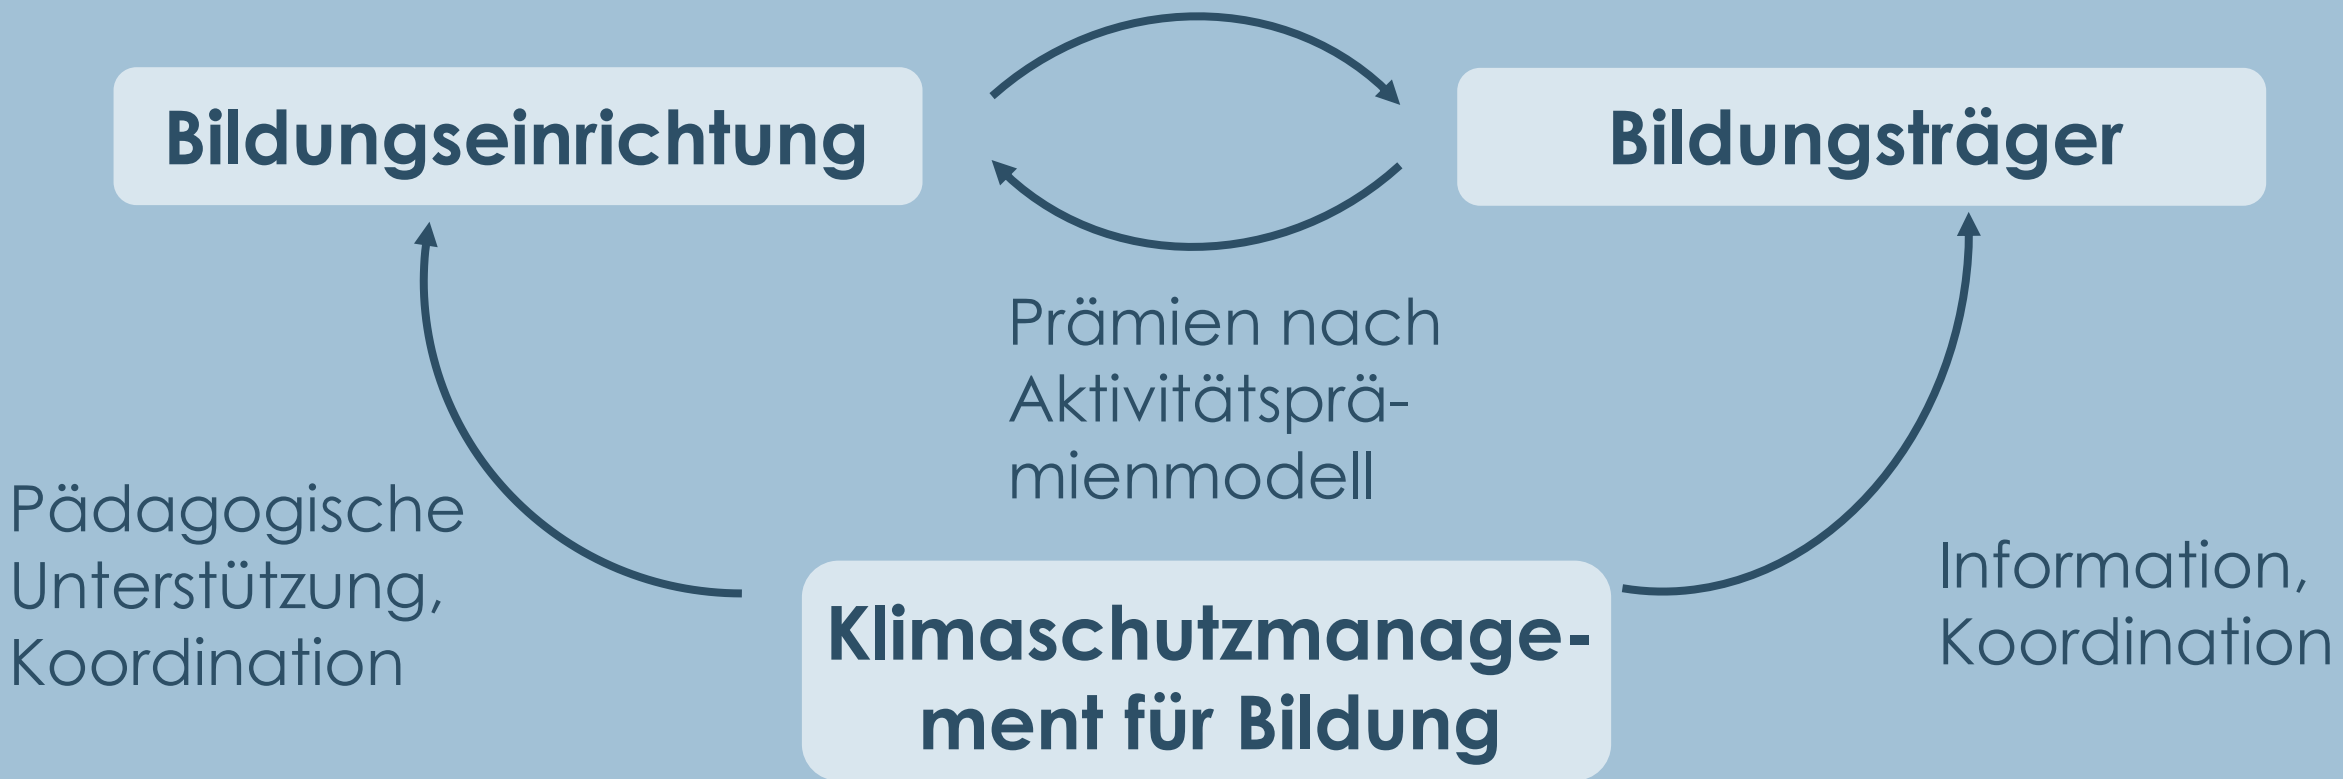 Bildungseinrichtung
Bildungsträger
Prämien nach
Aktivitätsprä-
mienmodell
Pädagogische
Unterstützung,
Koordination
Information,
Koordination
Klimaschutzmanage-
ment für Bildung